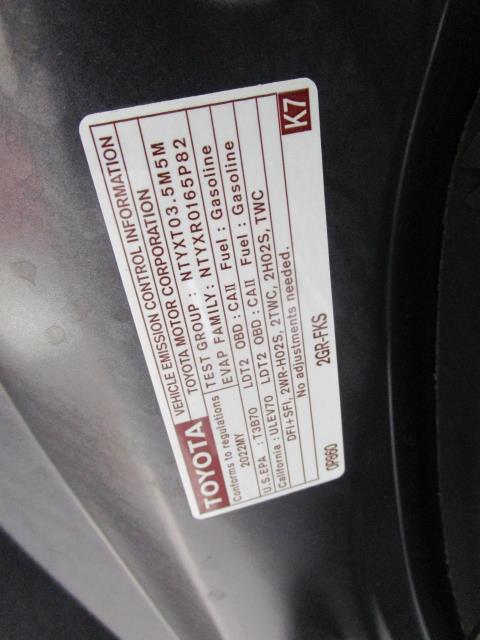 VEHICLE EMISSION CONTROL INFORMATION
TOYOTA MOTOR CORPORATION
TOYOTA
TEST GROUP : NTYXT03.5M5M
EVAP FAMILY: NTYXR0165P82
K7
Conforms to regulations
2022MY
U.S.EPA : T3B70 LDT2 OBD : CAII Fuel : Gasoline
California : ULEV70 LDT2 OBD : CAII Fuel : Gasoline
DFI+SFI, 2WR-HO2S, 2TWC, 2HO2S, TWC
No adjustments needed.
0P660 2GR-FKS